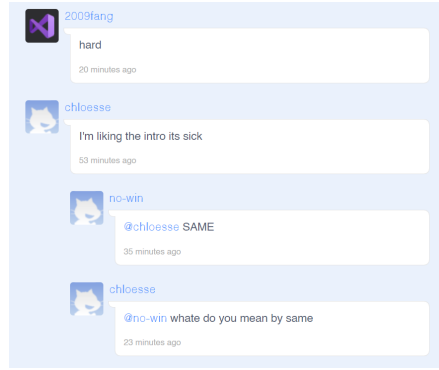 2009fang
hard
20 minutes ago
chloesse
I'm liking the intro its sick
53 minutes ago
no-win
@chloesse SAME
35 minutes ago
chloesse
@no-win whate do you mean by same
23 minutes ago